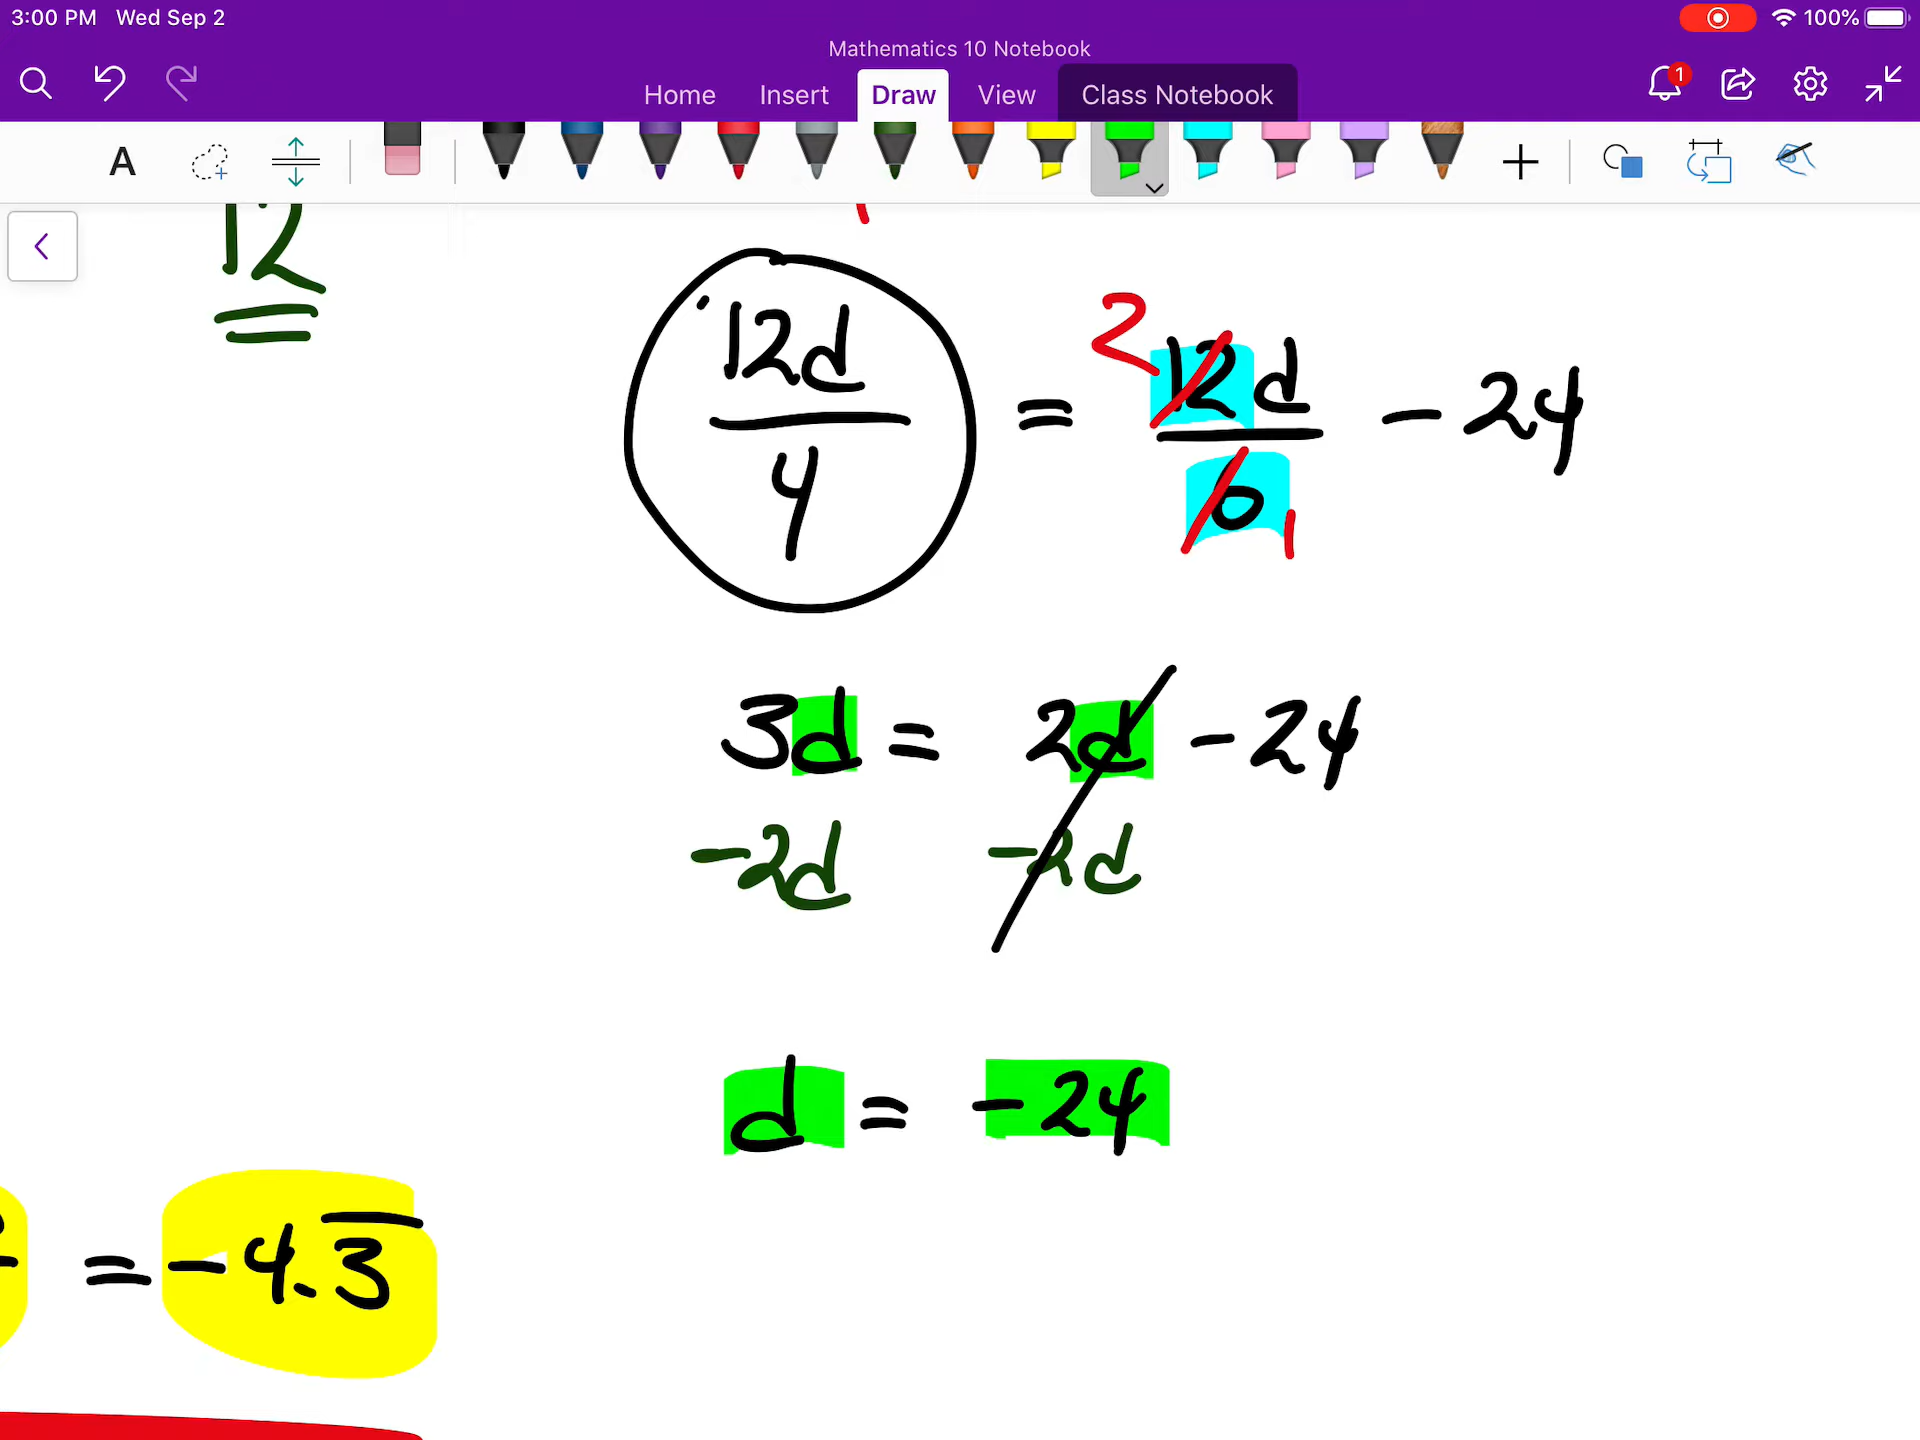 3:00 PM Wed Sep 2
100%
Mathematics 10 Notebook
Home Insert Draw View Class Notebook
1
A
12
12d/4 = 2 12d/6 1 - 24
3d = 2d - 24
-2d -2d
d = -24
= -4.3̅